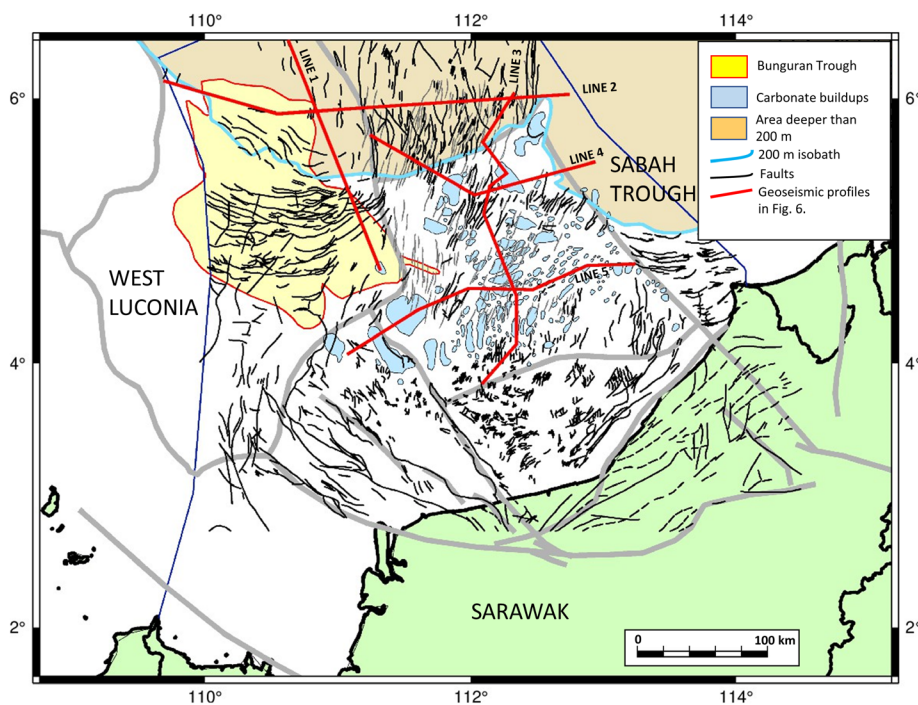 110°
112°
114°
LINE 1
LINE 3
LINE 2
6°
6°
LINE 4
SABAH
TROUGH
Bunguran Trough
Carbonate buildups
Area deeper than
200 m
200 m isobath
Faults
Geoseismic profiles
in Fig. 6.
WEST
LUCONIA
LINE 5
4°
4°
SARAWAK
2°
2°
0
100 km
110°
112°
114°